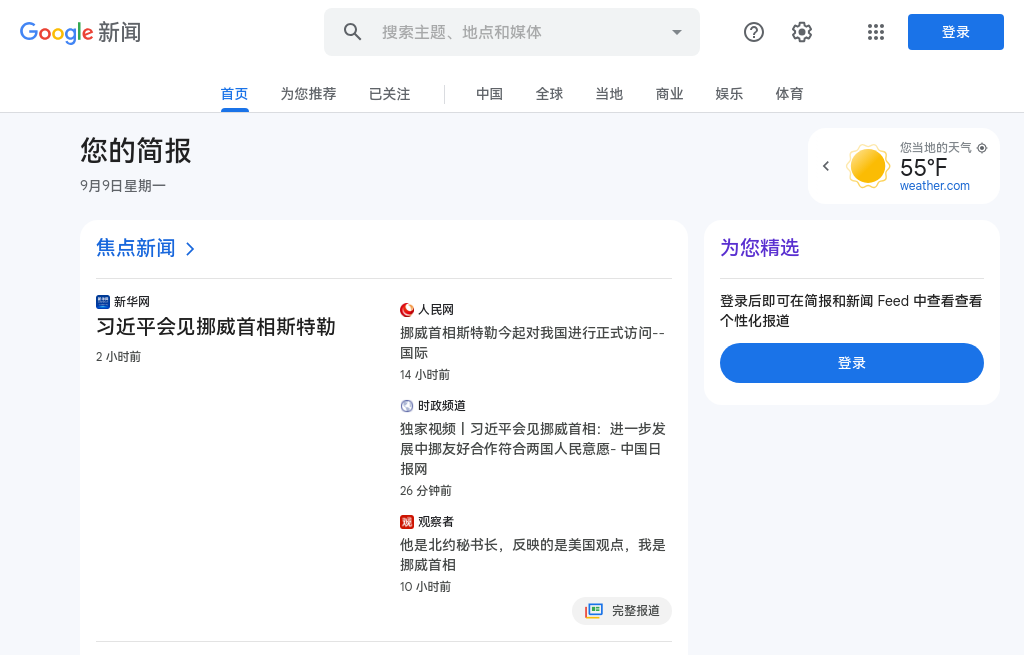 Google 新闻
搜索主题、地点和媒体
登录
首页
为您推荐
已关注
中国
全球
当地
商业
娱乐
体育
您的简报
9月9日星期一
您当地的天气
55°F
weather.com
焦点新闻
新华网
习近平会见挪威首相斯特勒
2 小时前
人民网
挪威首相斯特勒今起对我国进行正式访问--
国际
14 小时前
时政频道
独家视频丨习近平会见挪威首相：进一步发
展中挪友好合作符合两国人民意愿- 中国日
报网
26 分钟前
观察者
他是北约秘书长，反映的是美国观点，我是
挪威首相
10 小时前
完整报道
为您精选
登录后即可在简报和新闻 Feed 中查看查看
个性化报道
登录